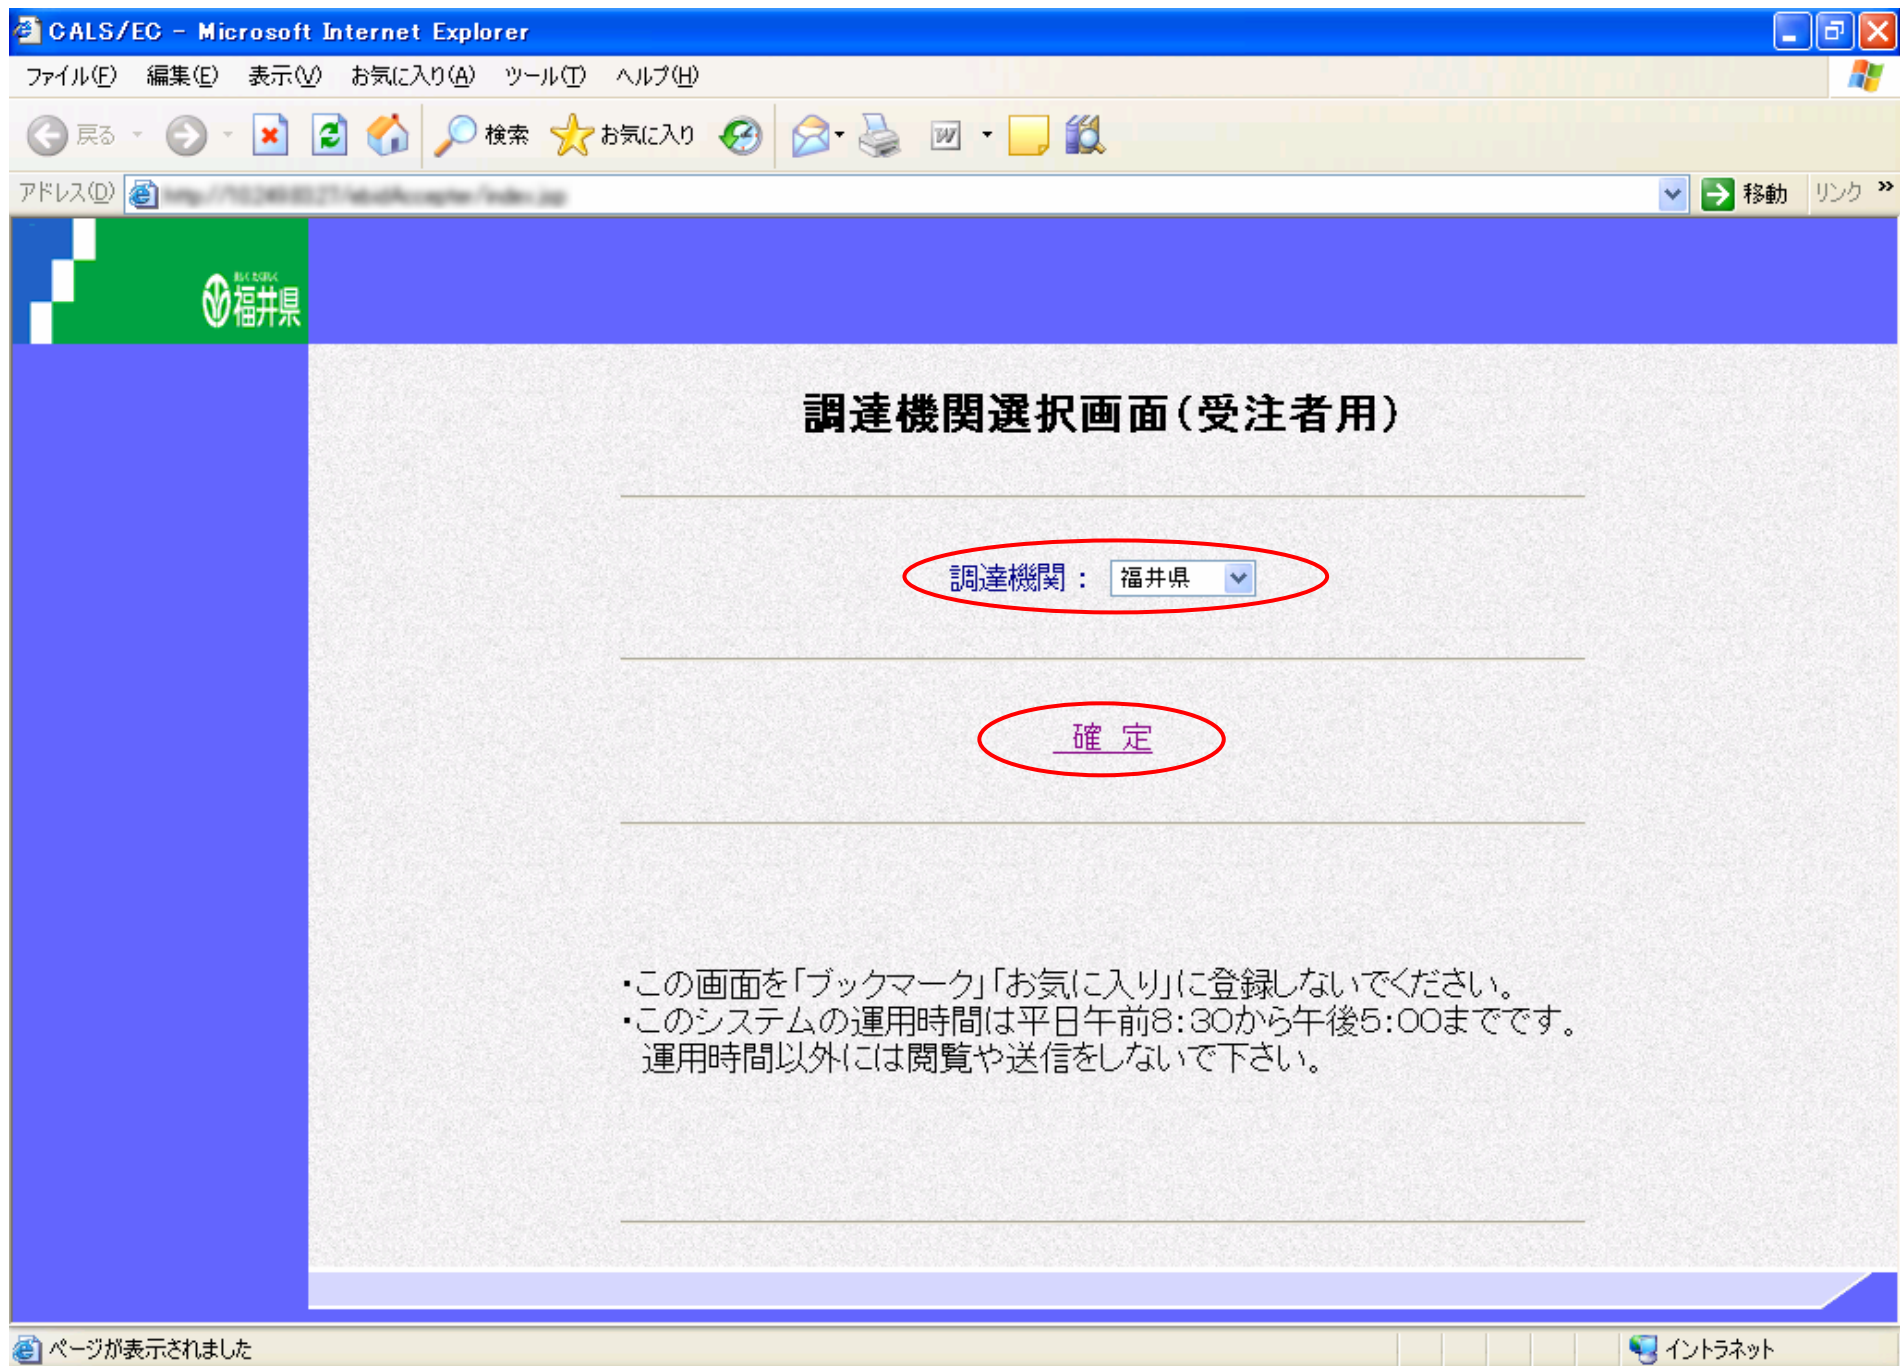 CALS/EC - Microsoft Internet Explorer
ファイル(F) 編集(E) 表示(V) お気に入り(A) ツール(T) ヘルプ(H)
戻る 検索 お気に入り
アドレス(D) 移動 リンク »
福井県
調達機関選択画面(受注者用)
調達機関： 福井県
確 定
・この画面を「ブックマーク」「お気に入り」に登録しないでください。
・このシステムの運用時間は平日午前8:30から午後5:00までです。
運用時間以外には閲覧や送信をしないで下さい。
ページが表示されました イントラネット